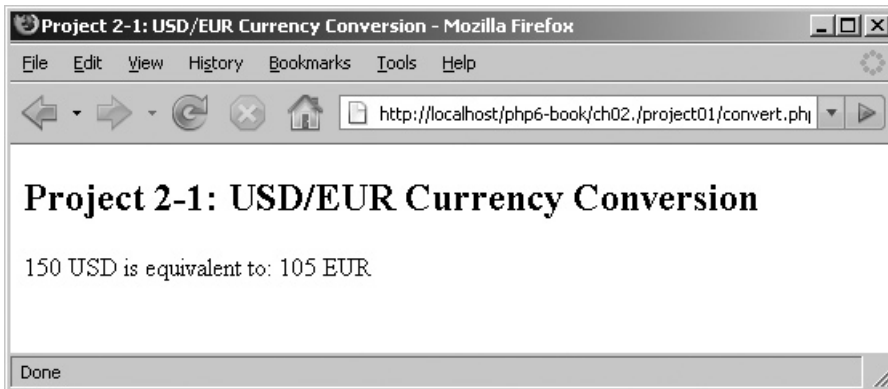 Project 2-1: USD/EUR Currency Conversion - Mozilla Firefox
File Edit View History Bookmarks Tools Help
http://localhost/php6-book/ch02./project01/convert.php
Project 2-1: USD/EUR Currency Conversion
150 USD is equivalent to: 105 EUR
Done